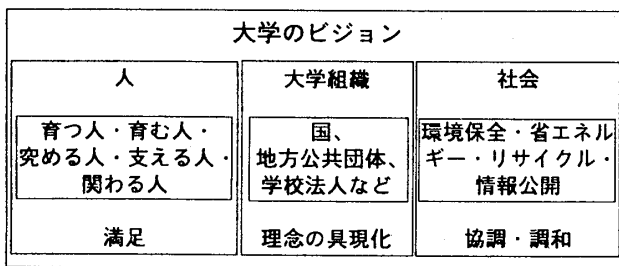 大学のビジョン
人
育つ人・育む人・
究める人・支える人・
関わる人
満足
大学組織
国、
地方公共団体、
学校法人など
理念の具現化
社会
環境保全・省エネル
ギー・リサイクル・
情報公開
協調・調和